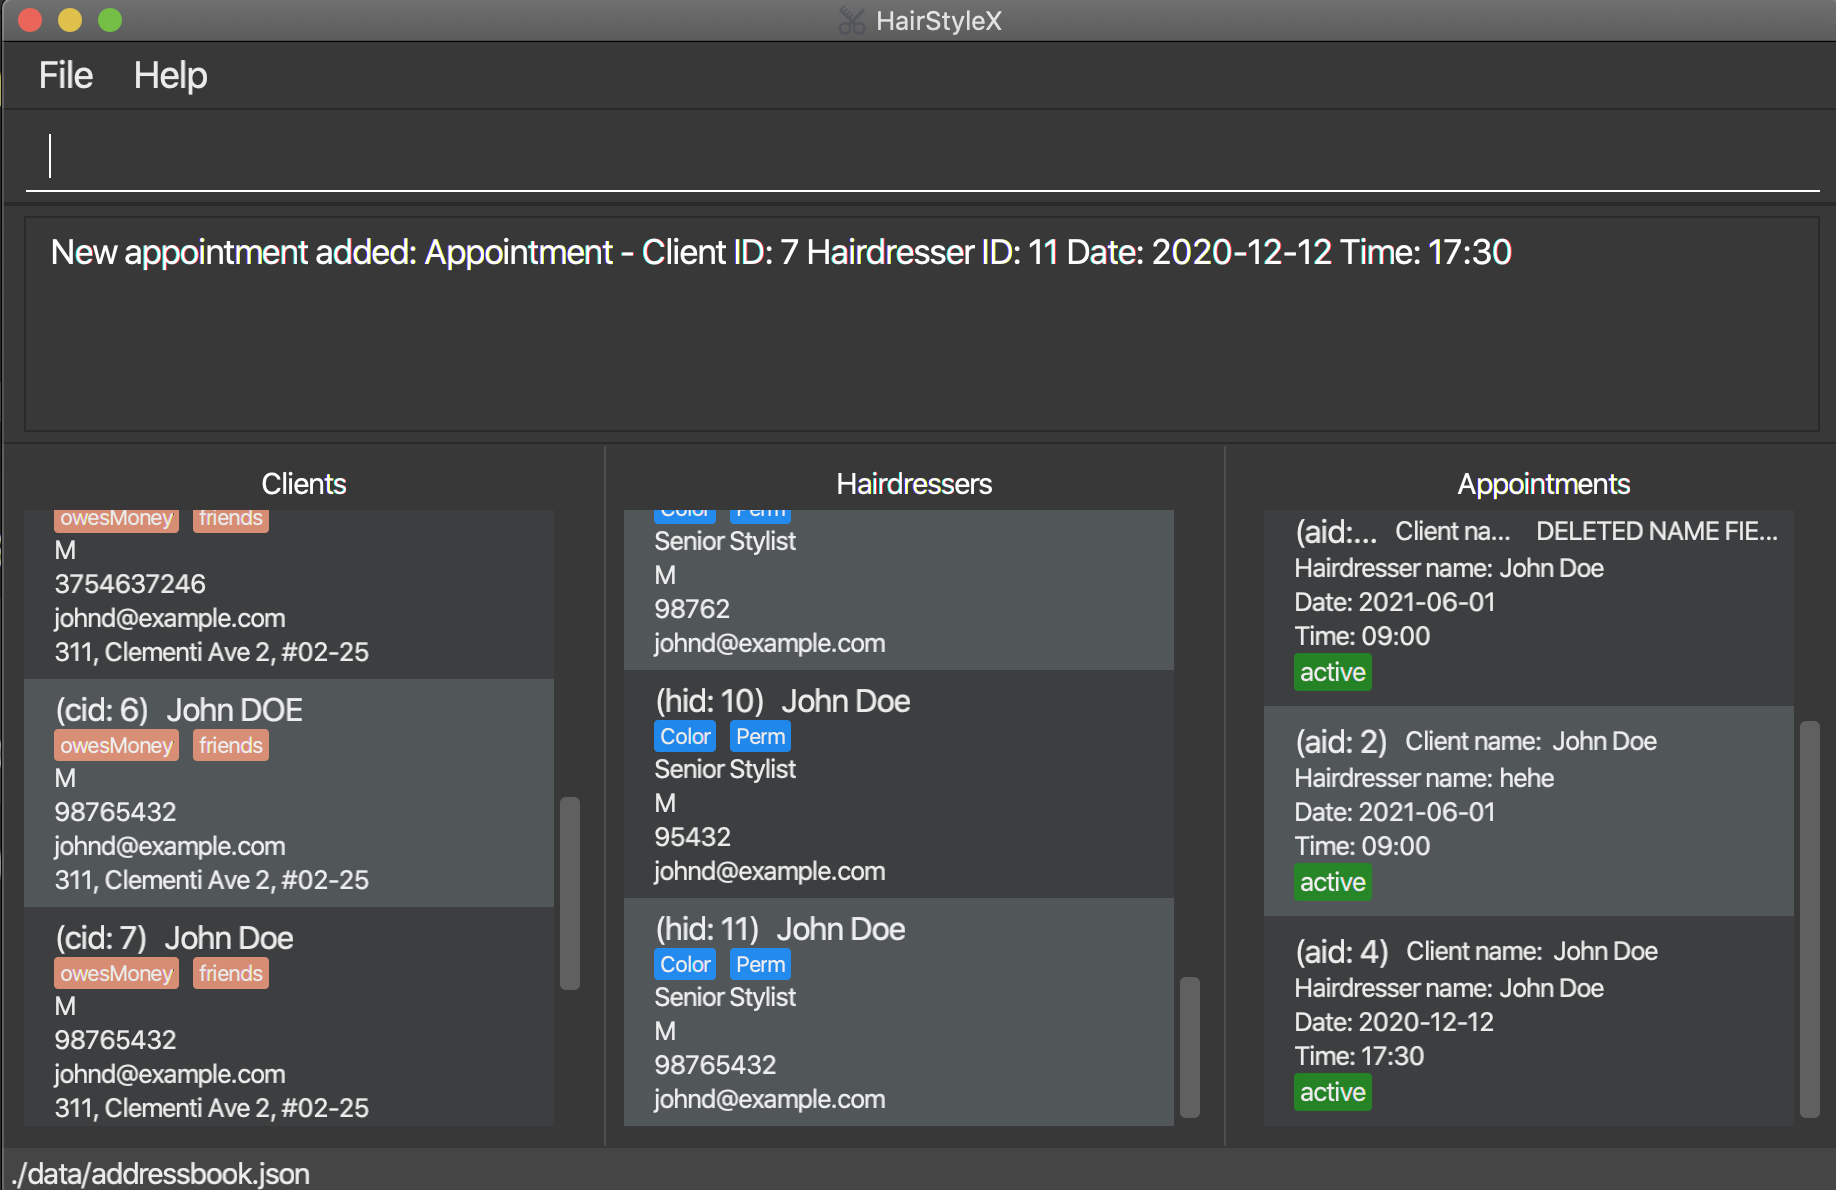 HairStyleX
File Help
New appointment added: Appointment - Client ID: 7 Hairdresser ID: 11 Date: 2020-12-12 Time: 17:30
Clients
owesMoney friends
M
3754637246
johnd@example.com
311, Clementi Ave 2, #02-25
(cid: 6) John DOE
owesMoney friends
M
98765432
johnd@example.com
311, Clementi Ave 2, #02-25
(cid: 7) John Doe
owesMoney friends
M
98765432
johnd@example.com
311, Clementi Ave 2, #02-25
Hairdressers
Color Perm
Senior Stylist
M
98762
johnd@example.com
(hid: 10) John Doe
Color Perm
Senior Stylist
M
95432
johnd@example.com
(hid: 11) John Doe
Color Perm
Senior Stylist
M
98765432
johnd@example.com
Appointments
(aid:... Client na... DELETED NAME FIE...
Hairdresser name: John Doe
Date: 2021-06-01
Time: 09:00
active
(aid: 2) Client name: John Doe
Hairdresser name: hehe
Date: 2021-06-01
Time: 09:00
active
(aid: 4) Client name: John Doe
Hairdresser name: John Doe
Date: 2020-12-12
Time: 17:30
active
./data/addressbook.json